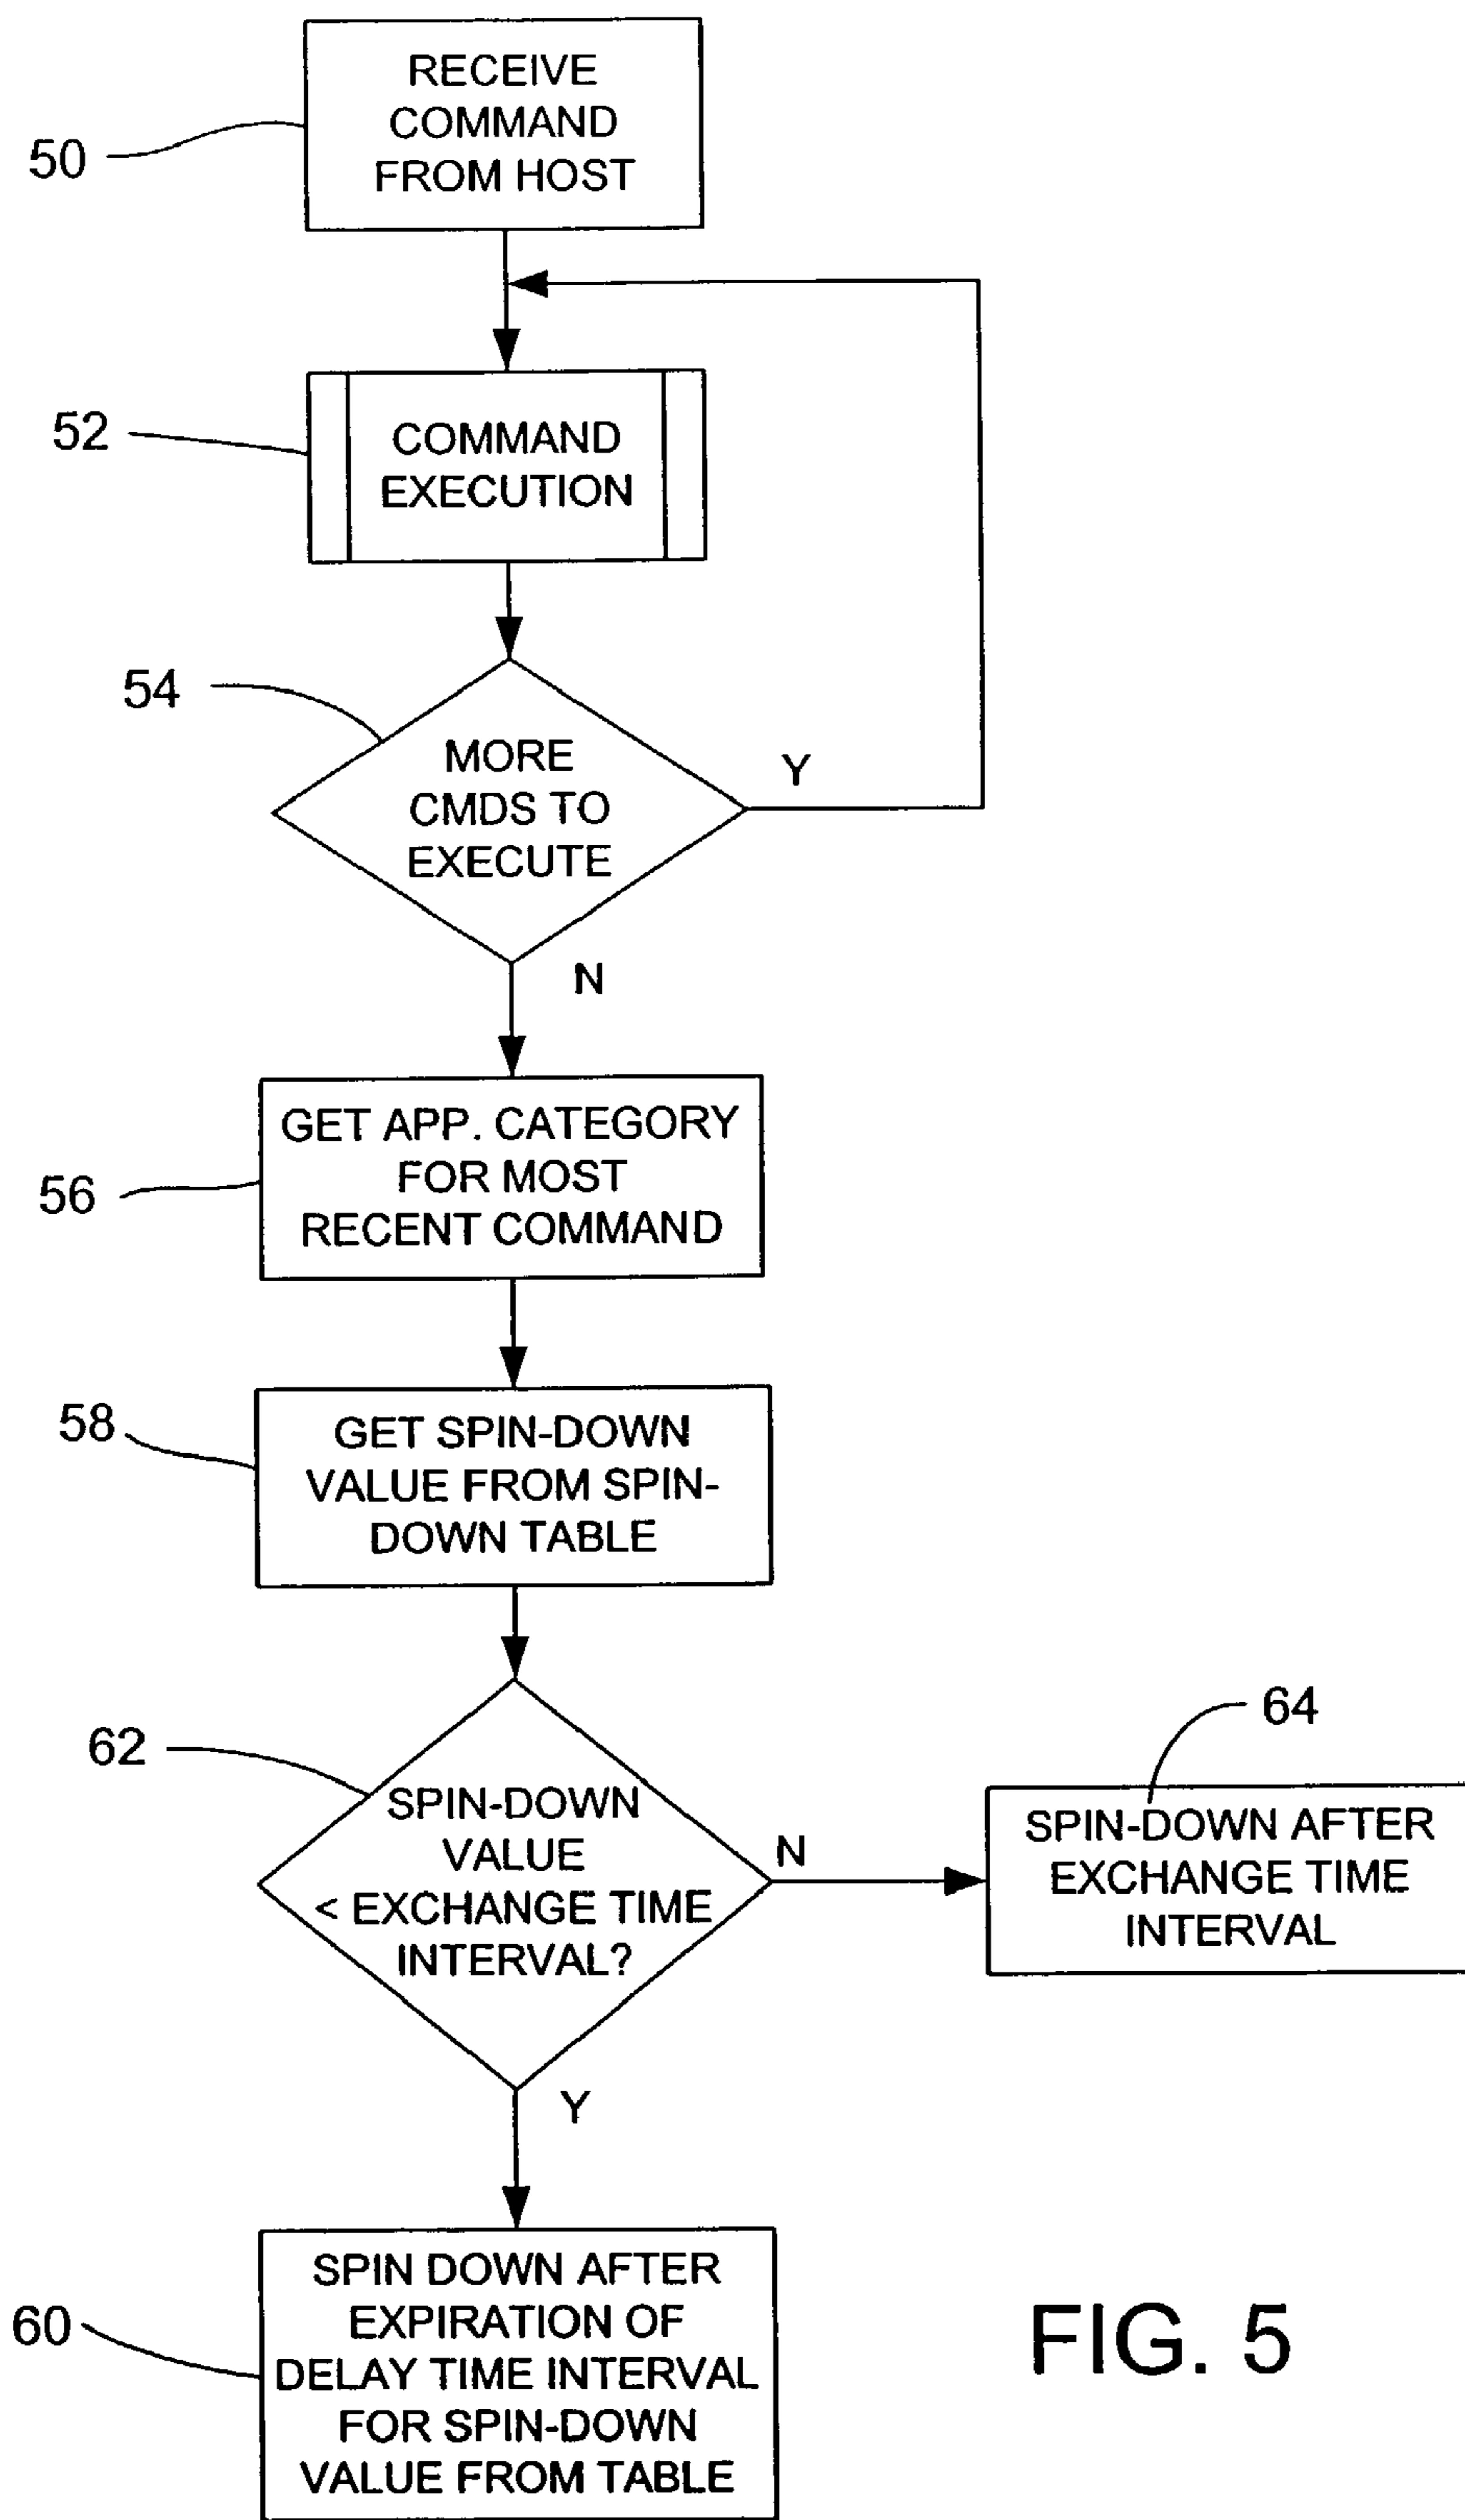 50
RECEIVE
COMMAND
FROM HOST
52
COMMAND
EXECUTION
54
MORE
CMDS TO
EXECUTE
Y
N
56
GET APP. CATEGORY
FOR MOST
RECENT COMMAND
58
GET SPIN-DOWN
VALUE FROM SPIN-
DOWN TABLE
62
SPIN-DOWN
VALUE
< EXCHANGE TIME
INTERVAL?
N
64
SPIN-DOWN AFTER
EXCHANGE TIME
INTERVAL
Y
60
SPIN DOWN AFTER
EXPIRATION OF
DELAY TIME INTERVAL
FOR SPIN-DOWN
VALUE FROM TABLE
FIG. 5